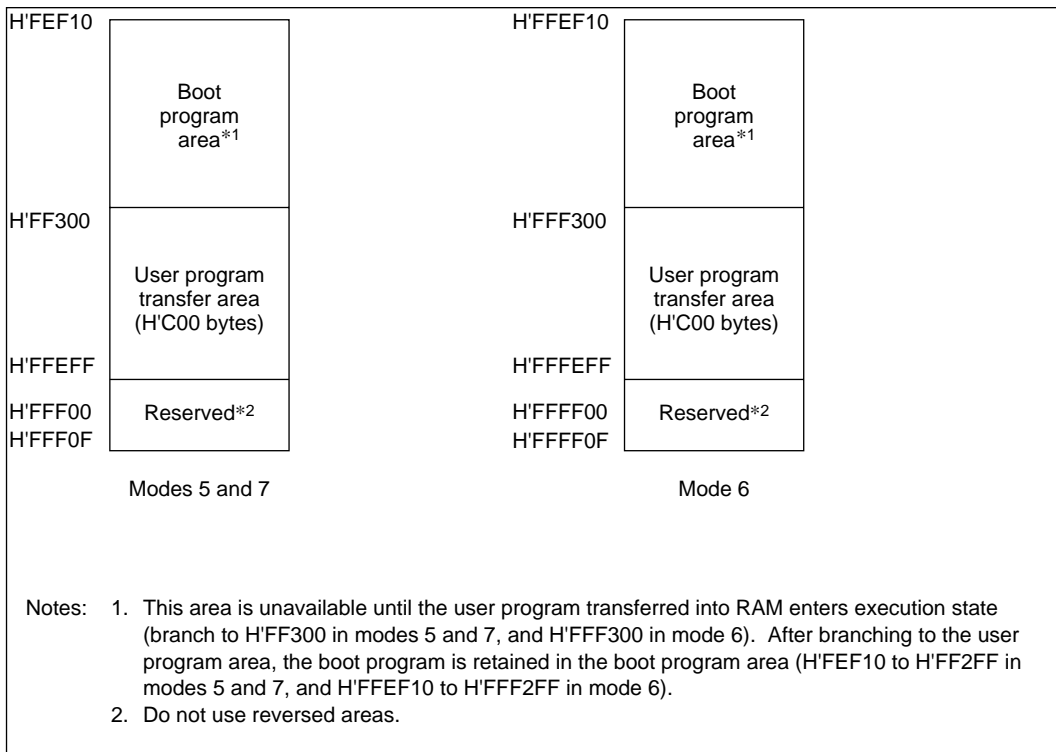 H'FEF10
Boot
program
area*1
H'FF300
User program
transfer area
(H'C00 bytes)
H'FFEFF
H'FFF00
Reserved*2
H'FFF0F
Modes 5 and 7
H'FFEF10
Boot
program
area*1
H'FFF300
User program
transfer area
(H'C00 bytes)
H'FFFEFF
H'FFFF00
Reserved*2
H'FFFF0F
Mode 6
Notes: 1. This area is unavailable until the user program transferred into RAM enters execution state
(branch to H'FF300 in modes 5 and 7, and H'FFF300 in mode 6). After branching to the user
program area, the boot program is retained in the boot program area (H'FEF10 to H'FF2FF in
modes 5 and 7, and H'FFEF10 to H'FFF2FF in mode 6).
2. Do not use reversed areas.